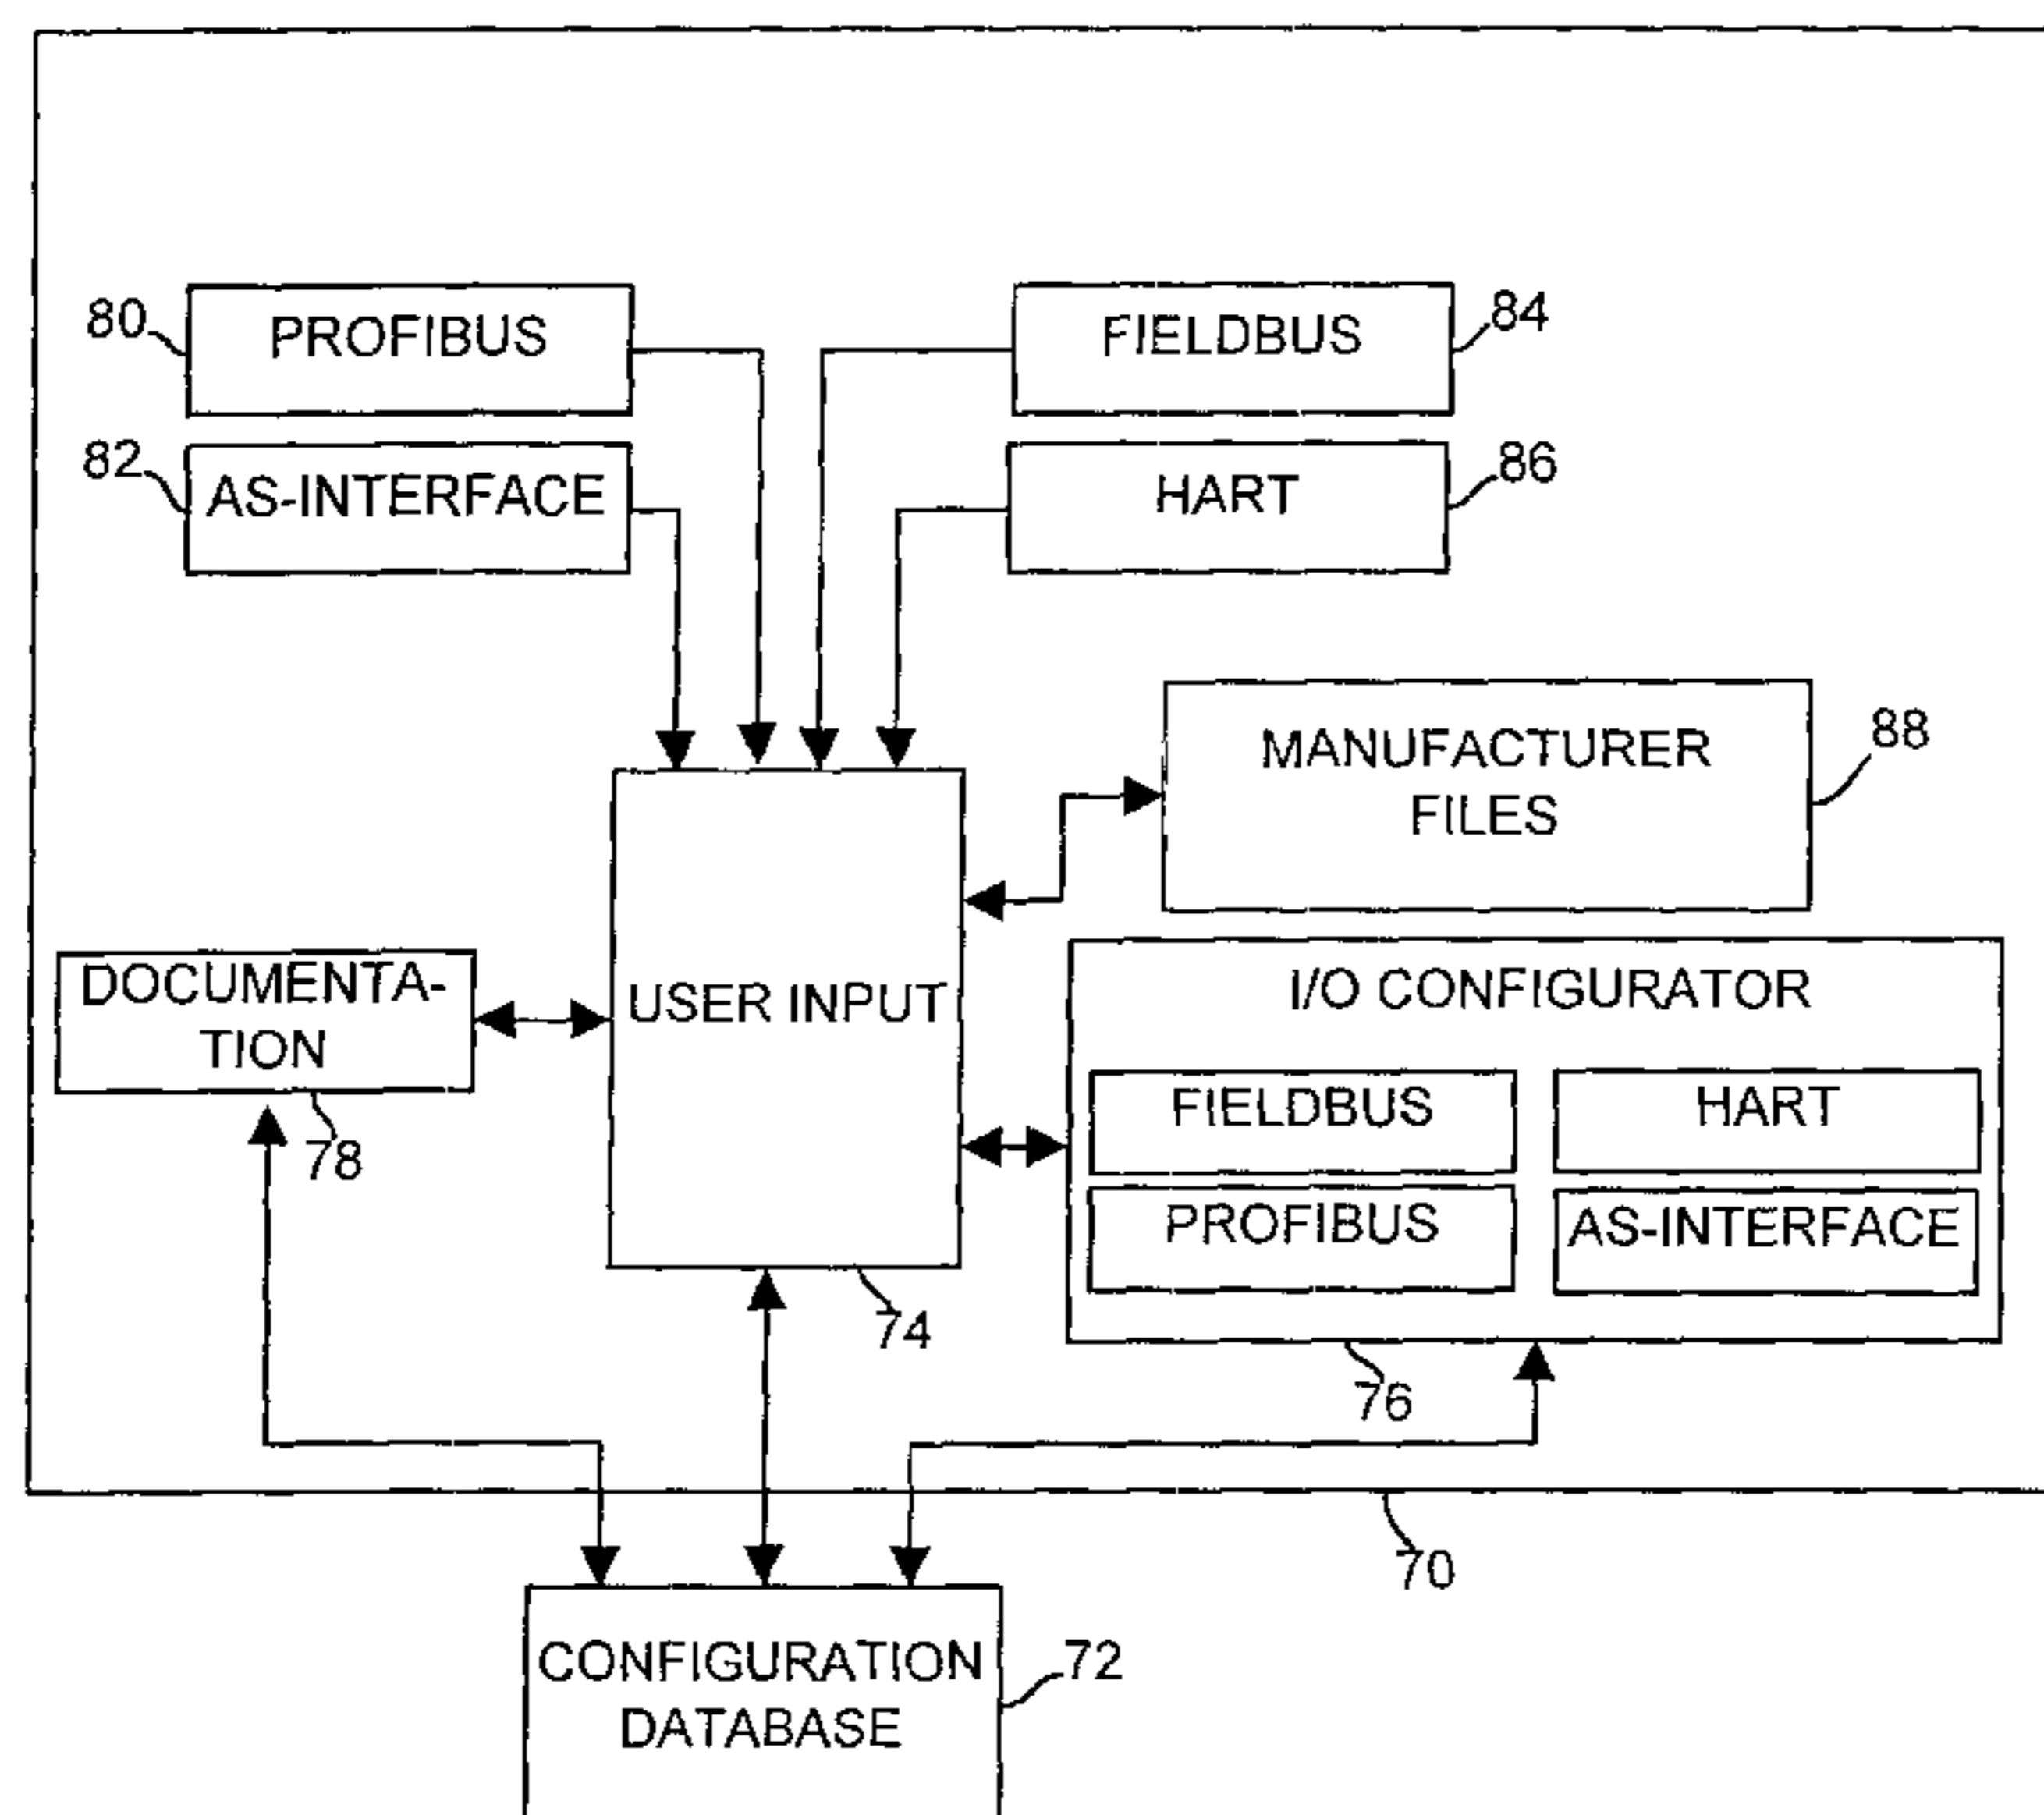 80
PROFIBUS
FIELDBUS
84
82
AS-INTERFACE
HART
86
MANUFACTURER
FILES
88
DOCUMENTA-
TION
78
USER INPUT
74
I/O CONFIGURATOR
FIELDBUS
HART
PROFIBUS
AS-INTERFACE
76
70
CONFIGURATION
DATABASE
72